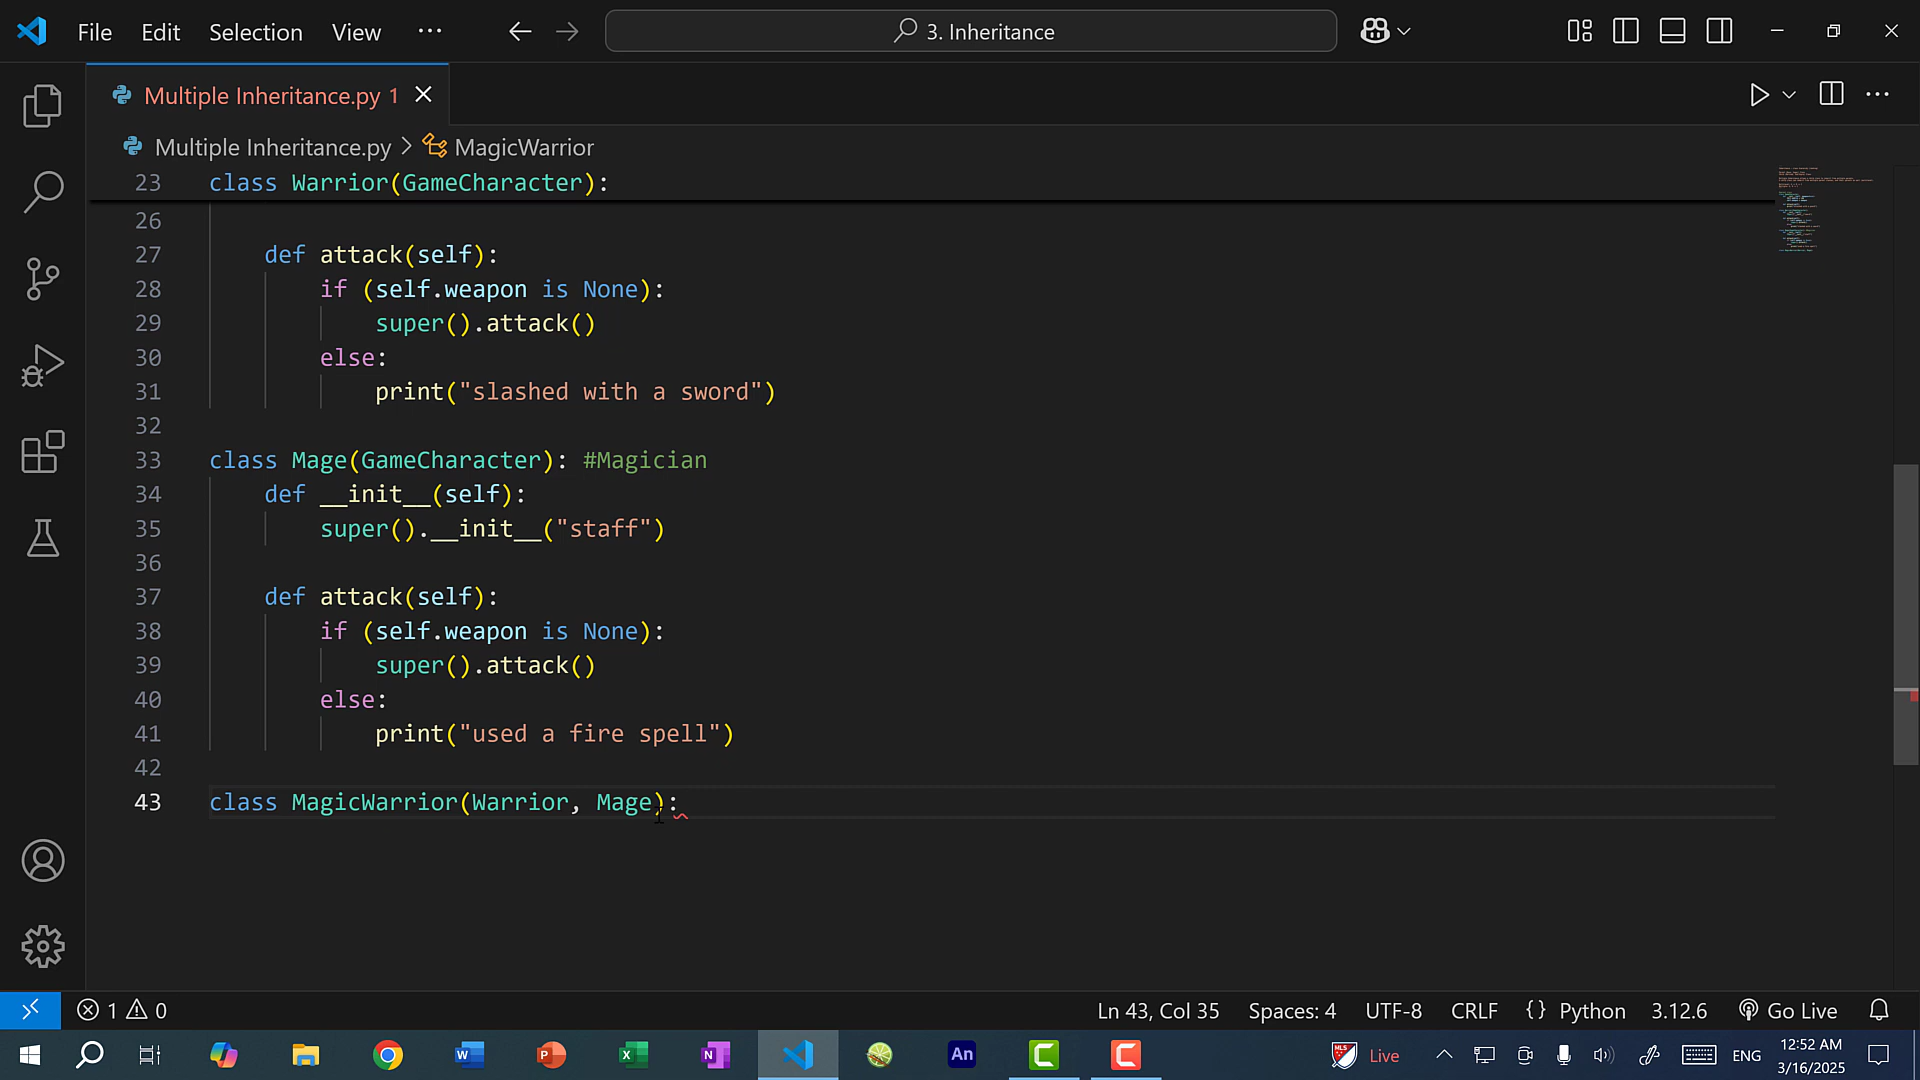 File Edit Selection View ··· 3. Inheritance
Multiple Inheritance.py 1
Multiple Inheritance.py > MagicWarrior
23 class Warrior(GameCharacter):
26
27 def attack(self):
28 if (self.weapon is None):
29 super().attack()
30 else:
31 print("slashed with a sword")
32
33 class Mage(GameCharacter): #Magician
34 def __init__(self):
35 super().__init__("staff")
36
37 def attack(self):
38 if (self.weapon is None):
39 super().attack()
40 else:
41 print("used a fire spell")
42
43 class MagicWarrior(Warrior, Mage):
1 0 Ln 43, Col 35 Spaces: 4 UTF-8 CRLF {} Python 3.12.6 Go Live
An Live ENG 12:52 AM
3/16/2025